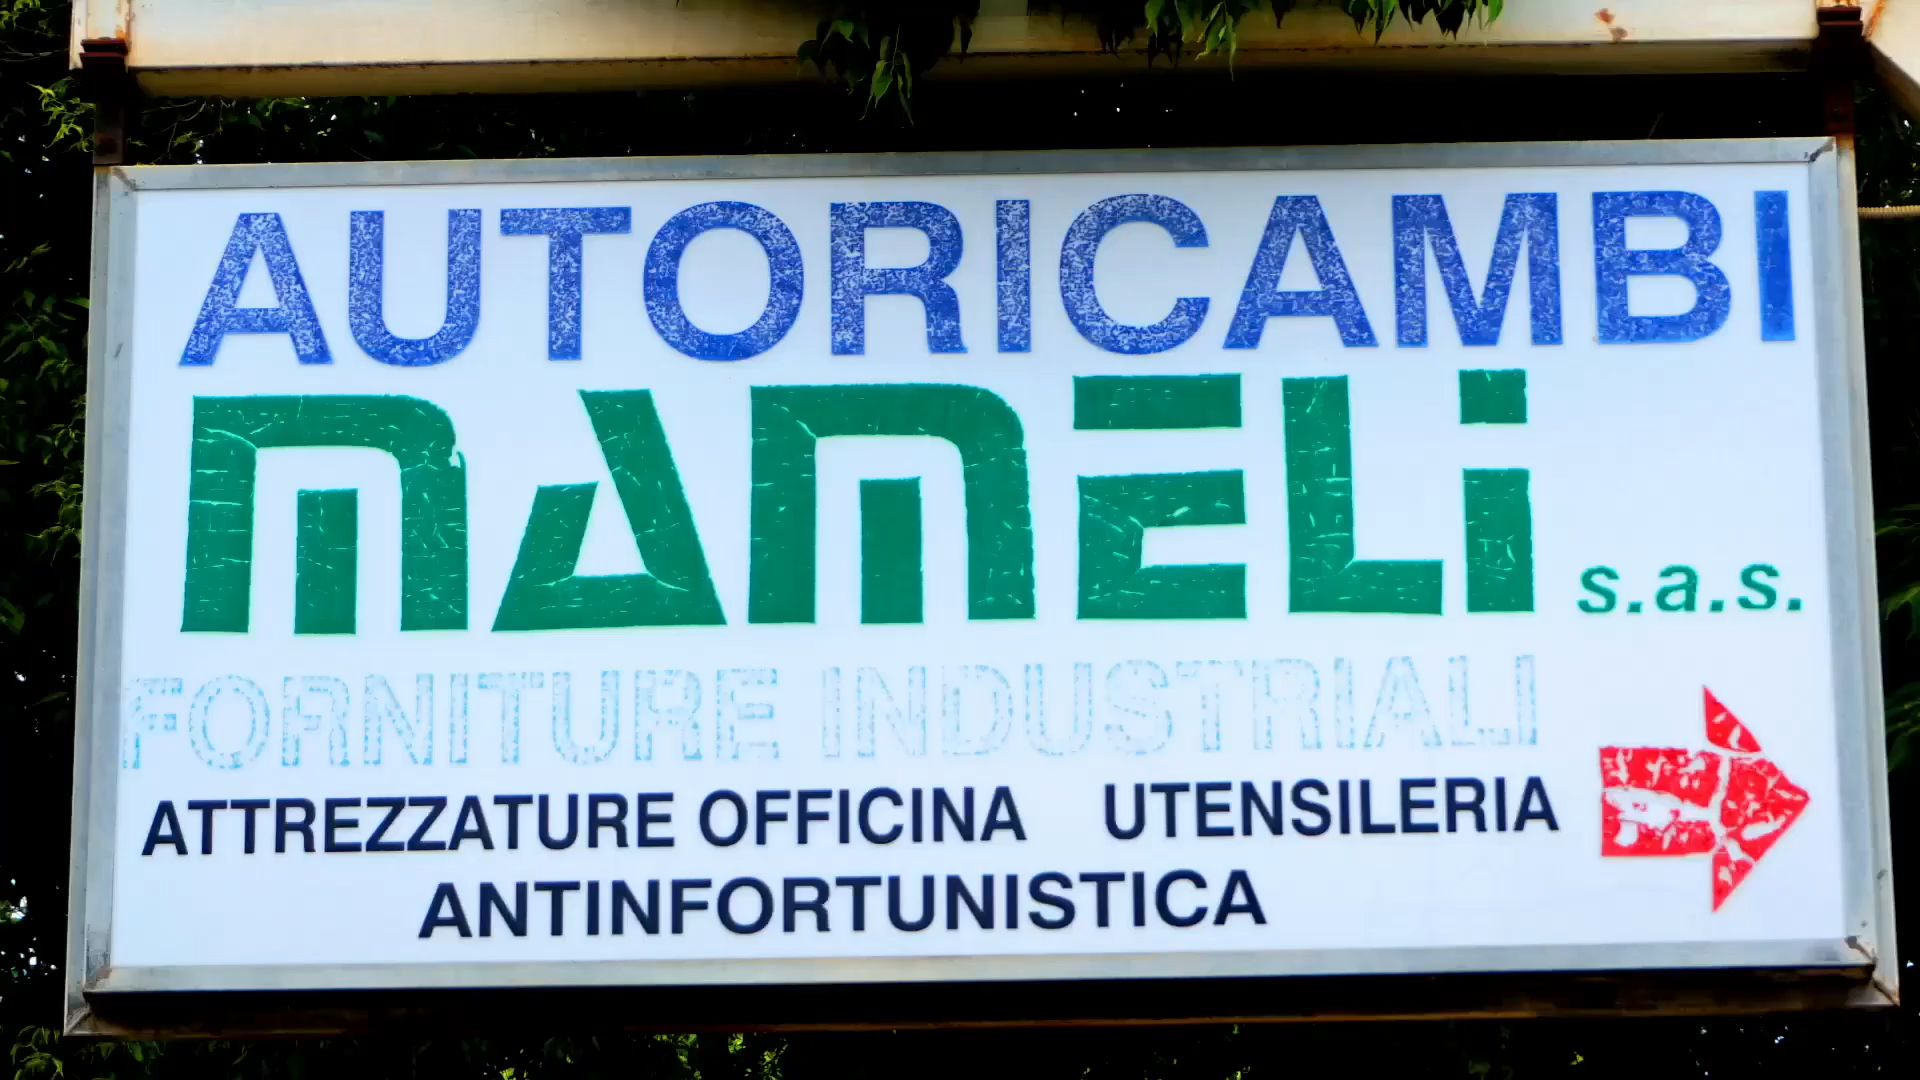 AUTORICAMBI
MAMELI s.a.s.
FORNITURE INDUSTRIALI
ATTREZZATURE OFFICINA UTENSILERIA
ANTINFORTUNISTICA